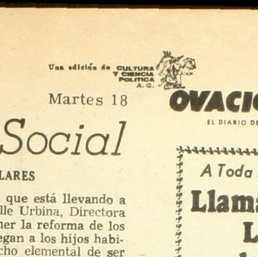 Una edición de CULTURA
Y CIENCIA
POLITICA
A.C.
Martes 18
OVACIO
EL DIARIO DE
Social
LARES
que está llevando a
lle Urbina, Directora
ner la reforma de los
egan a los hijos habi-
cho elemental de ser
A Toda
Llama
L